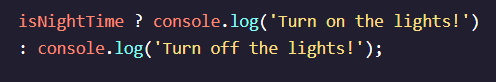 isNightTime ? console.log('Turn on the lights!')
: console.log('Turn off the lights!');